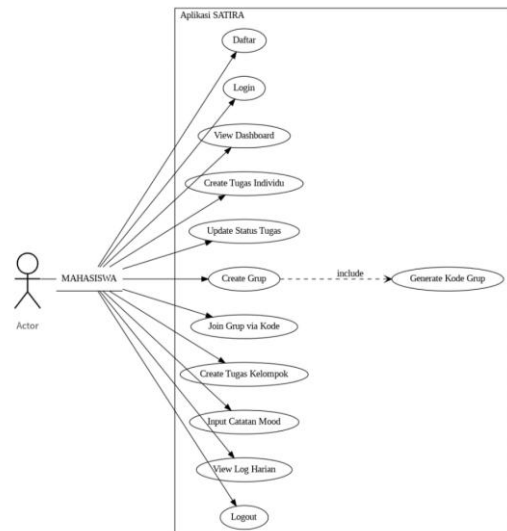 Aplikasi SATIRA
Daftar
Login
View Dashboard
Create Tugas Individu
Update Status Tugas
MAHASISWA
Create Grup
include
Generate Kode Grup
Actor
Join Grup via Kode
Create Tugas Kelompok
Input Catatan Mood
View Log Harian
Logout